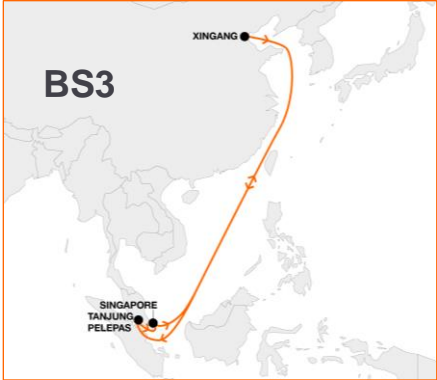 XINGANG
BS3
SINGAPORE
TANJUNG
PELEPAS